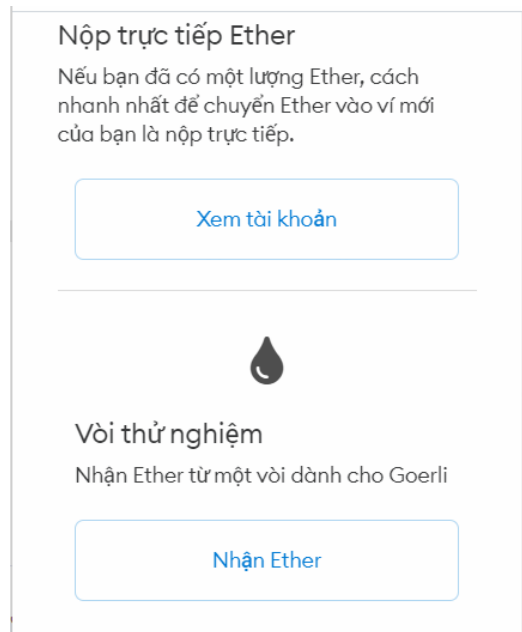 Nộp trực tiếp Ether
Nếu bạn đã có một lượng Ether, cách
nhanh nhất để chuyển Ether vào ví mới
của bạn là nộp trực tiếp.
Xem tài khoản
Vòi thử nghiệm
Nhận Ether từ một vòi dành cho Goerli
Nhận Ether